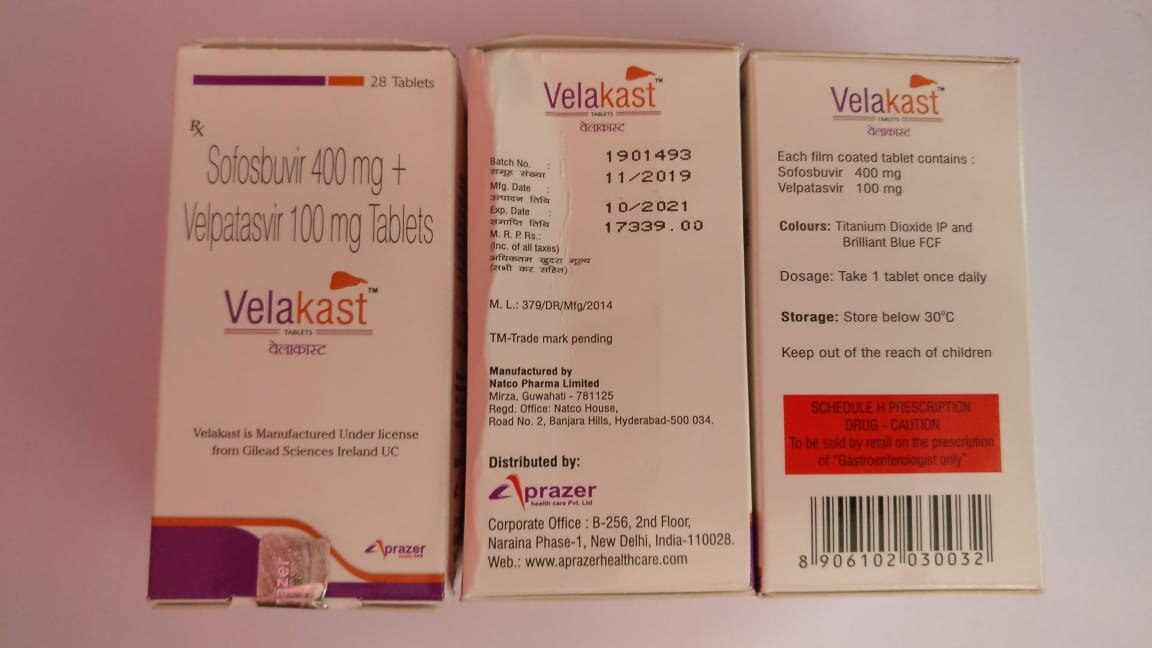 28 Tablets
Rx
Sofosbuvir 400 mg +
Velpatasvir 100 mg Tablets
Velakast™
TABLETS
वेलाकास्ट
Velakast is Manufactured Under license
from Gilead Sciences Ireland UC
Aprazer
health care
azer
Velakast™
TABLETS
वेलाकास्ट
Batch No. : 1901493
समूह संख्या
Mfg. Date : 11/2019
उत्पादन तिथि
Exp. Date : 10/2021
समाप्ति तिथि
M. R. P. Rs.: 17339.00
(Inc. of all taxes)
अधिकतम खुदरा मूल्य
(सभी कर सहित)
M. L.: 379/DR/Mfg/2014
TM-Trade mark pending
Manufactured by
Natco Pharma Limited
Mirza, Guwahati - 781125
Regd. Office: Natco House,
Road No. 2, Banjara Hills, Hyderabad-500 034.
Distributed by:
Aprazer
health care Pvt. Ltd
Corporate Office : B-256, 2nd Floor,
Naraina Phase-1, New Delhi, India-110028.
Web.: www.aprazerhealthcare.com
Velakast™
TABLETS
वेलाकास्ट
Each film coated tablet contains :
Sofosbuvir 400 mg
Velpatasvir 100 mg
Colours: Titanium Dioxide IP and
Brilliant Blue FCF
Dosage: Take 1 tablet once daily
Storage: Store below 30°C
Keep out of the reach of children
SCHEDULE H PRESCRIPTION
DRUG - CAUTION
To be sold by retail on the prescription
of "Gastroenterologist only"
8 906102 030032